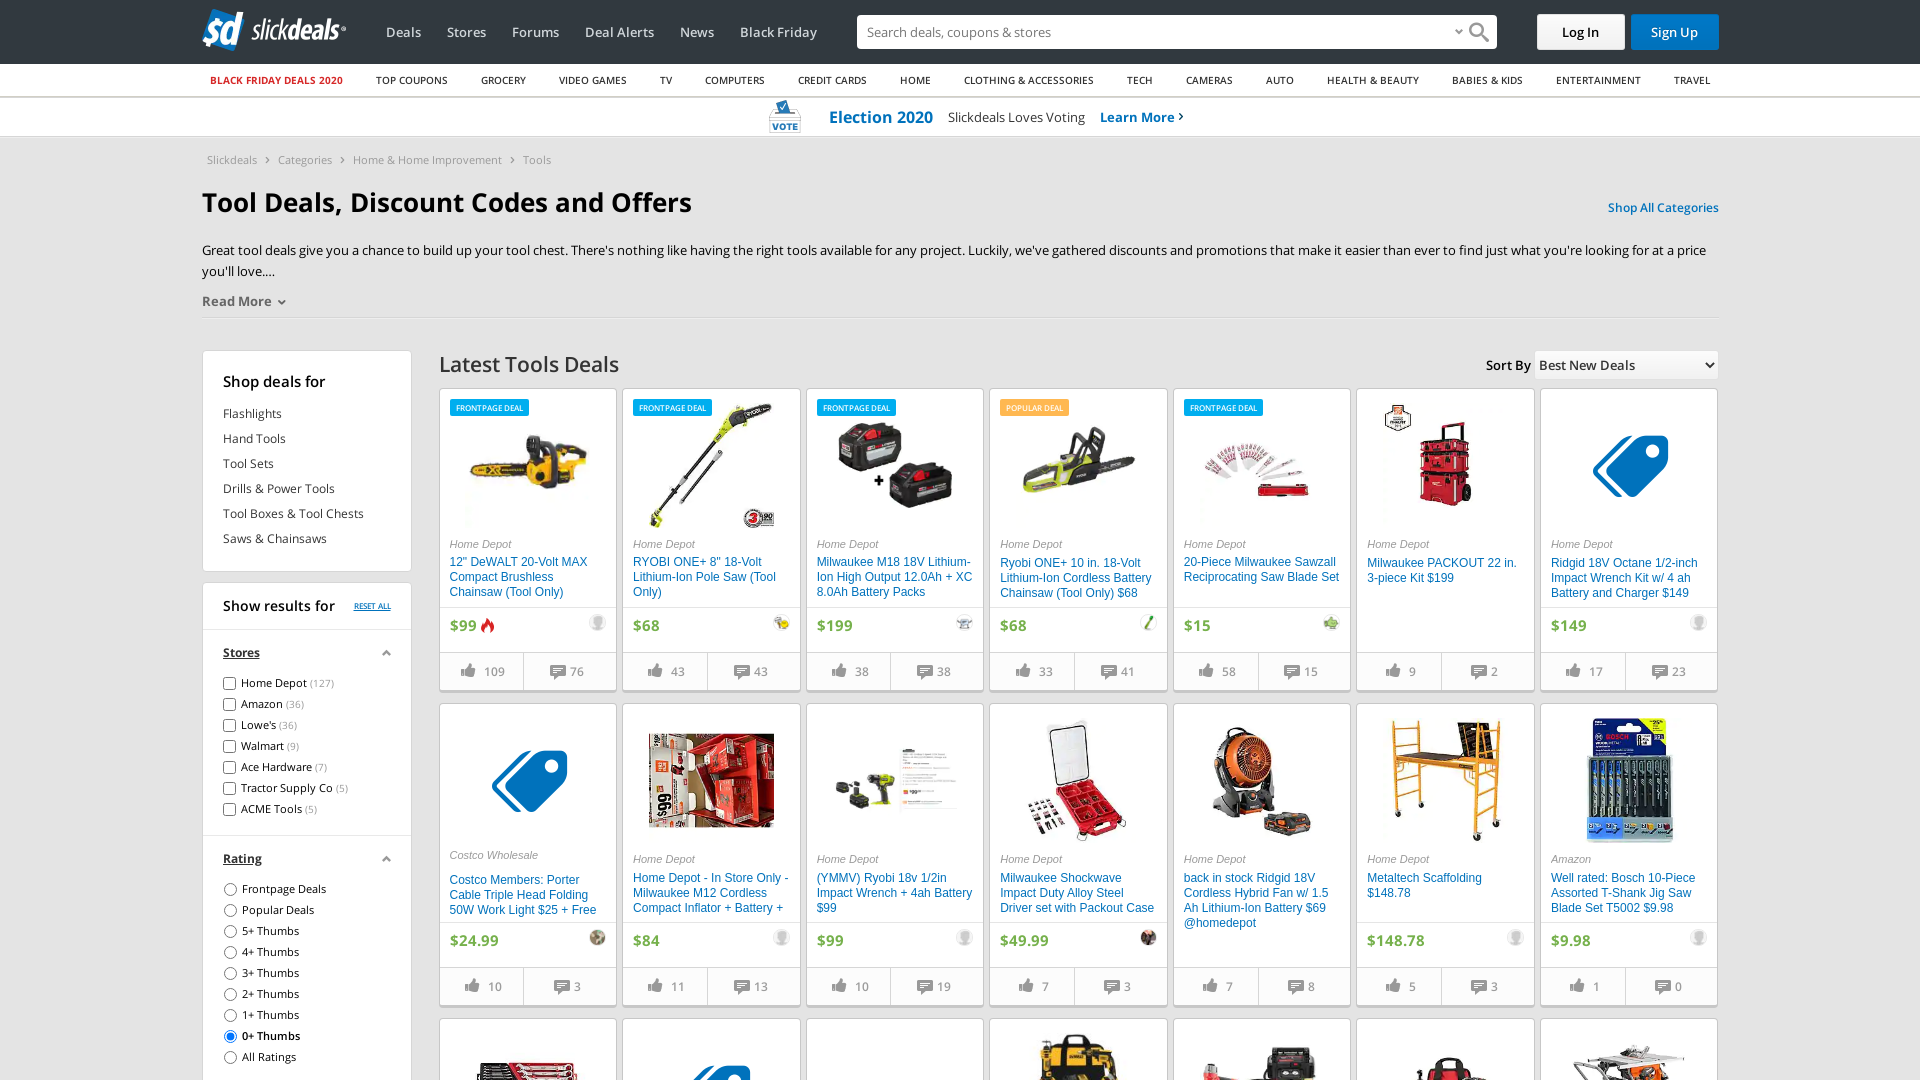 slickdeals
Deals
Stores
Forums
Deal Alerts
News
Black Friday
Search deals, coupons & stores
Log In
Sign Up
BLACK FRIDAY DEALS 2020
TOP COUPONS
GROCERY
VIDEO GAMES
TV
COMPUTERS
CREDIT CARDS
HOME
CLOTHING & ACCESSORIES
TECH
CAMERAS
AUTO
HEALTH & BEAUTY
BABIES & KIDS
ENTERTAINMENT
TRAVEL
VOTE
Election 2020
Slickdeals Loves Voting
Learn More
Slickdeals
Categories
Home & Home Improvement
Tools
Tool Deals, Discount Codes and Offers
Shop All Categories
Great tool deals give you a chance to build up your tool chest. There's nothing like having the right tools available for any project. Luckily, we've gathered discounts and promotions that make it easier than ever to find just what you're looking for at a price
you'll love....
Read More
Shop deals for
Flashlights
Hand Tools
Tool Sets
Drills & Power Tools
Tool Boxes & Tool Chests
Saws & Chainsaws
Show results for
RESET ALL
Stores
Home Depot (127)
Amazon (36)
Lowe's (36)
Walmart (9)
Ace Hardware (7)
Tractor Supply Co (5)
ACME Tools (5)
Rating
Frontpage Deals
Popular Deals
5+ Thumbs
4+ Thumbs
3+ Thumbs
2+ Thumbs
1+ Thumbs
0+ Thumbs
All Ratings
Latest Tools Deals
Sort By
Best New Deals
FRONTPAGE DEAL
Home Depot
12" DeWALT 20-Volt MAX
Compact Brushless
Chainsaw (Tool Only)
$99
109
76
FRONTPAGE DEAL
Home Depot
RYOBI ONE+ 8" 18-Volt
Lithium-Ion Pole Saw (Tool
Only)
$68
43
43
FRONTPAGE DEAL
Home Depot
Milwaukee M18 18V Lithium-
Ion High Output 12.0Ah + XC
8.0Ah Battery Packs
$199
38
38
POPULAR DEAL
Home Depot
Ryobi ONE+ 10 in. 18-Volt
Lithium-Ion Cordless Battery
Chainsaw (Tool Only) $68
$68
33
41
FRONTPAGE DEAL
Home Depot
20-Piece Milwaukee Sawzall
Reciprocating Saw Blade Set
$15
58
15
Home Depot
Milwaukee PACKOUT 22 in.
3-piece Kit $199
9
2
Home Depot
Ridgid 18V Octane 1/2-inch
Impact Wrench Kit w/ 4 ah
Battery and Charger $149
$149
17
23
Costco Wholesale
Costco Members: Porter
Cable Triple Head Folding
50W Work Light $25 + Free
$24.99
10
3
Home Depot
Home Depot - In Store Only -
Milwaukee M12 Cordless
Compact Inflator + Battery +
$84
11
13
Home Depot
(YMMV) Ryobi 18v 1/2in
Impact Wrench + 4ah Battery
$99
$99
10
19
Home Depot
Milwaukee Shockwave
Impact Duty Alloy Steel
Driver set with Packout Case
$49.99
7
3
Home Depot
back in stock Ridgid 18V
Cordless Hybrid Fan w/ 1.5
Ah Lithium-Ion Battery $69
@homedepot
7
8
Home Depot
Metaltech Scaffolding
$148.78
$148.78
5
3
BOSCH
Amazon
Well rated: Bosch 10-Piece
Assorted T-Shank Jig Saw
Blade Set T5002 $9.98
$9.98
1
0